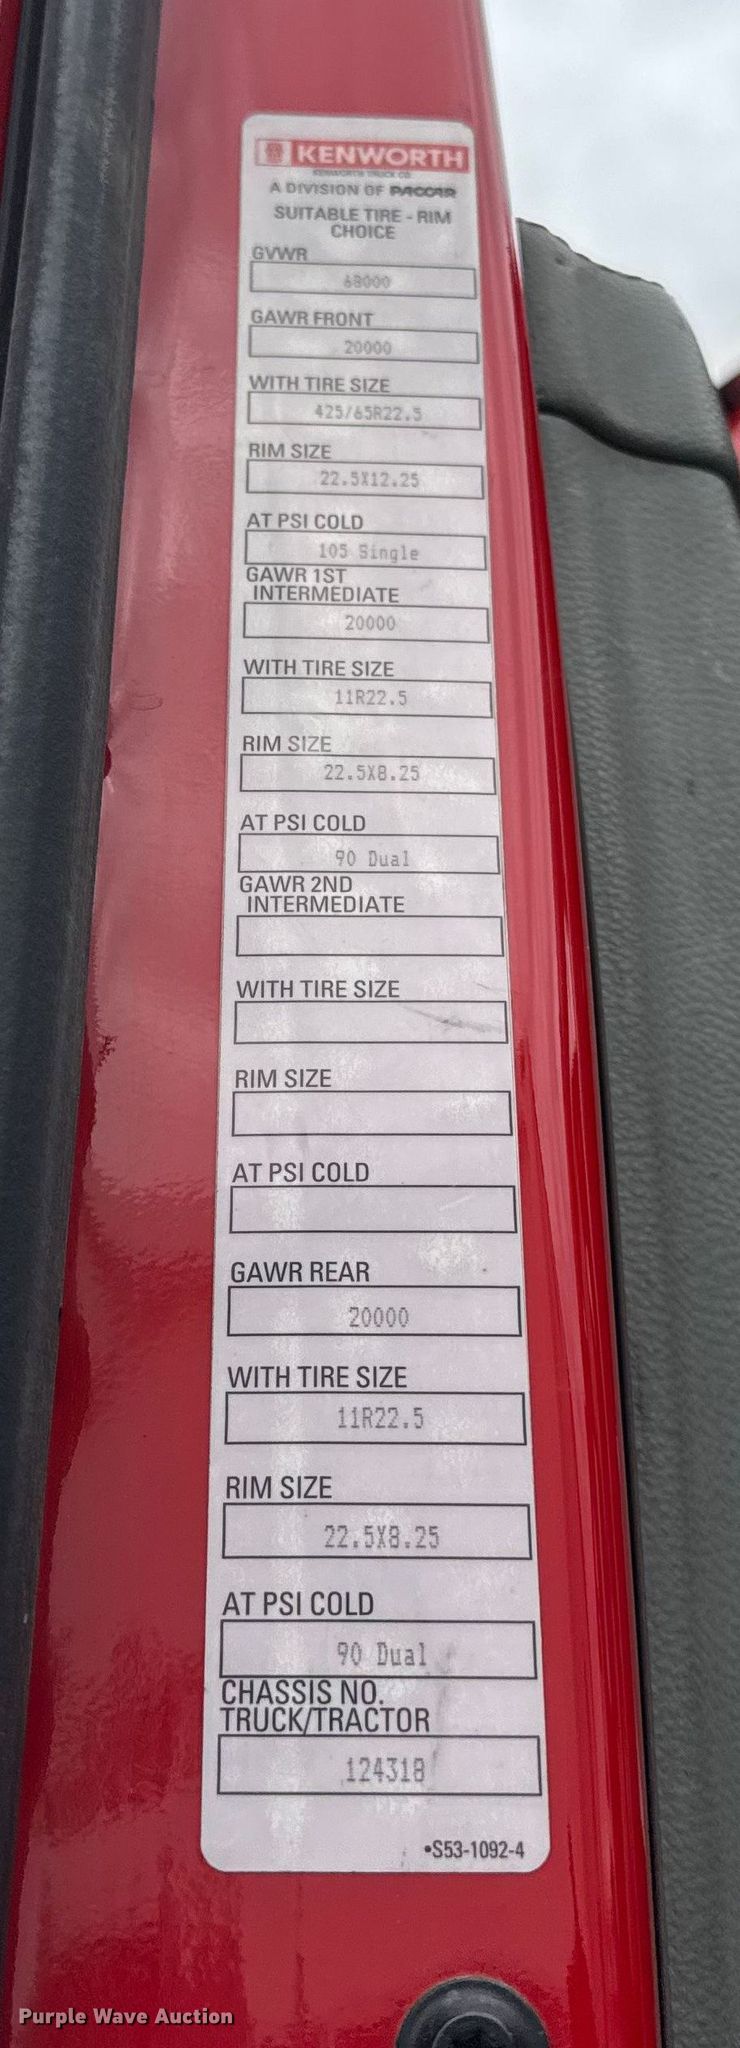 KENWORTH
KENWORTH TRUCK CO.
A DIVISION OF PACCAR
SUITABLE TIRE - RIM
CHOICE
GVWR
68000
GAWR FRONT
20000
WITH TIRE SIZE
425/65R22.5
RIM SIZE
22.5X12.25
AT PSI COLD
105 Single
GAWR 1ST
INTERMEDIATE
20000
WITH TIRE SIZE
11R22.5
RIM SIZE
22.5X8.25
AT PSI COLD
90 Dual
GAWR 2ND
INTERMEDIATE
WITH TIRE SIZE
RIM SIZE
AT PSI COLD
GAWR REAR
20000
WITH TIRE SIZE
11R22.5
RIM SIZE
22.5X8.25
AT PSI COLD
90 Dual
CHASSIS NO.
TRUCK/TRACTOR
124318
•S53-1092-4
Purple Wave Auction